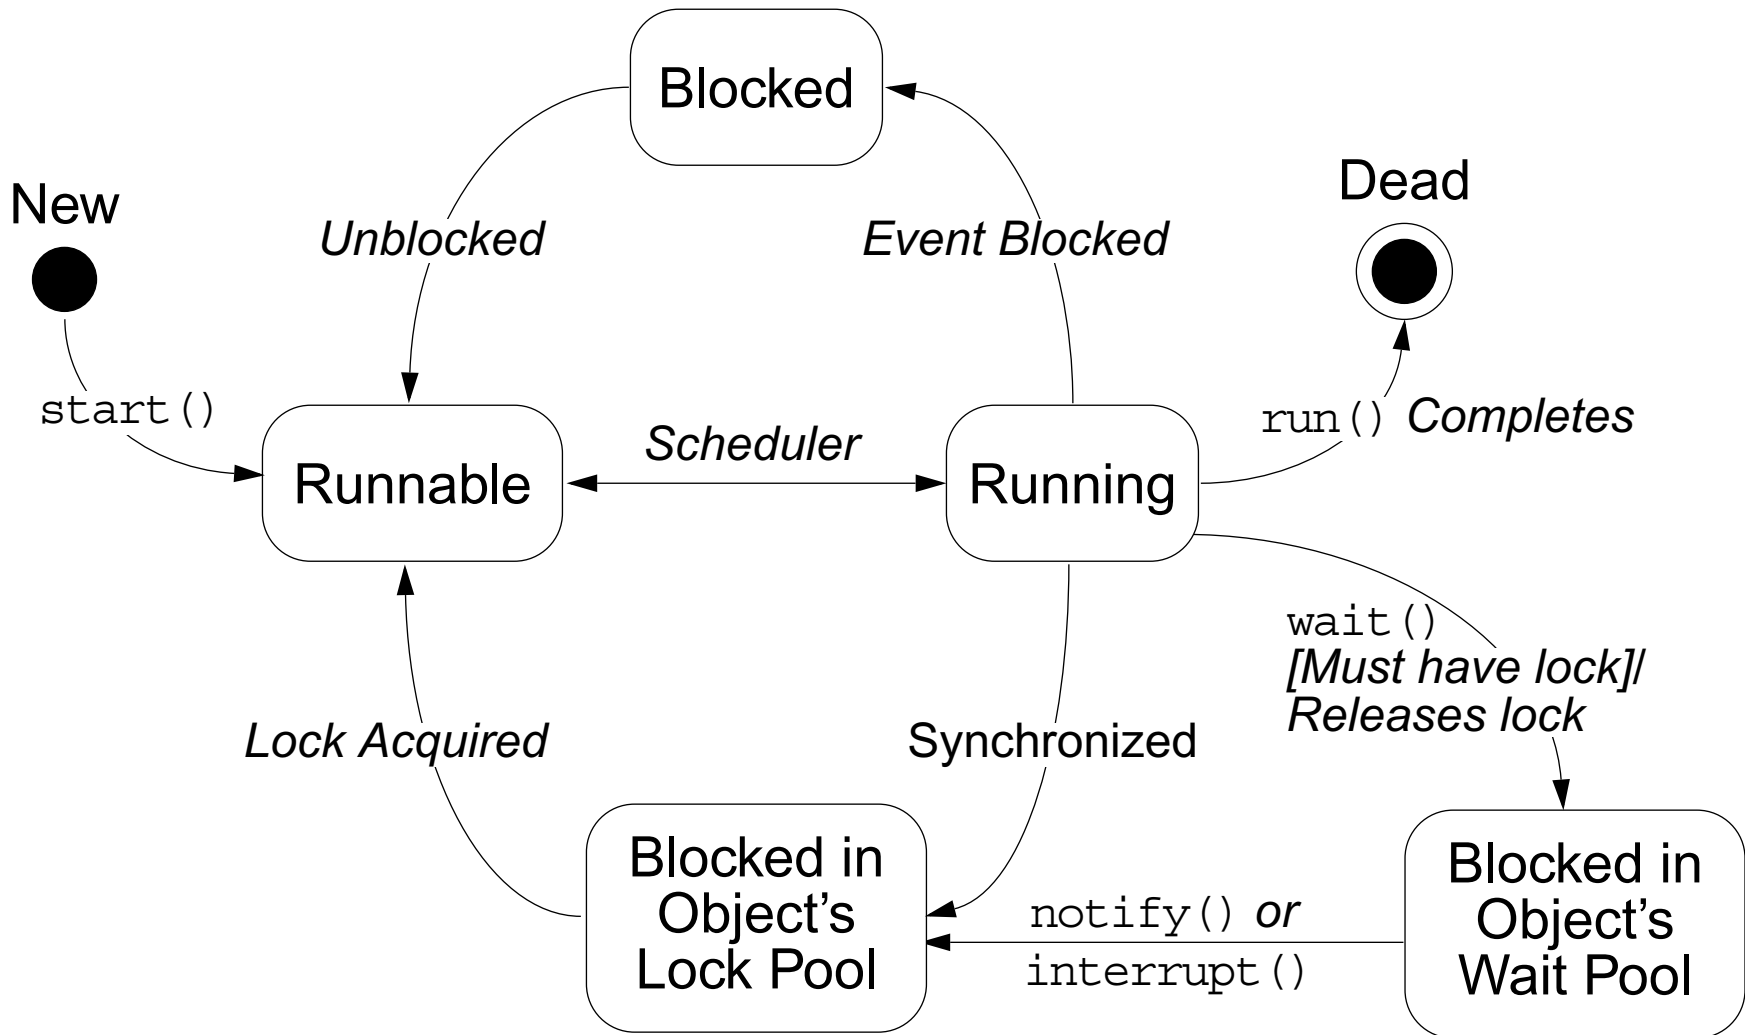 Blocked
New
Dead
Unblocked
Event Blocked
start()
Scheduler
run() Completes
Runnable
Running
wait()
[Must have lock]/
Releases lock
Lock Acquired
Synchronized
Blocked in
Object’s
Lock Pool
notify() or
interrupt()
Blocked in
Object’s
Wait Pool